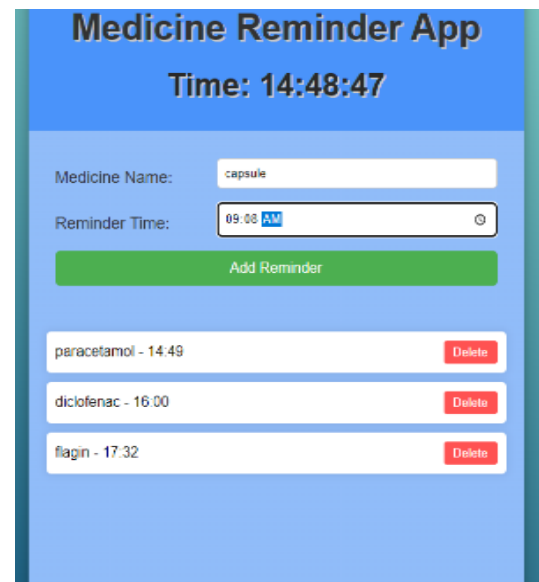 Medicine Reminder App
Time: 14:48:47
Medicine Name: capsule
Reminder Time: 09:08 AM
Add Reminder
paracetamol - 14:49 Delete
diclofenac - 16:00 Delete
flagin - 17:32 Delete